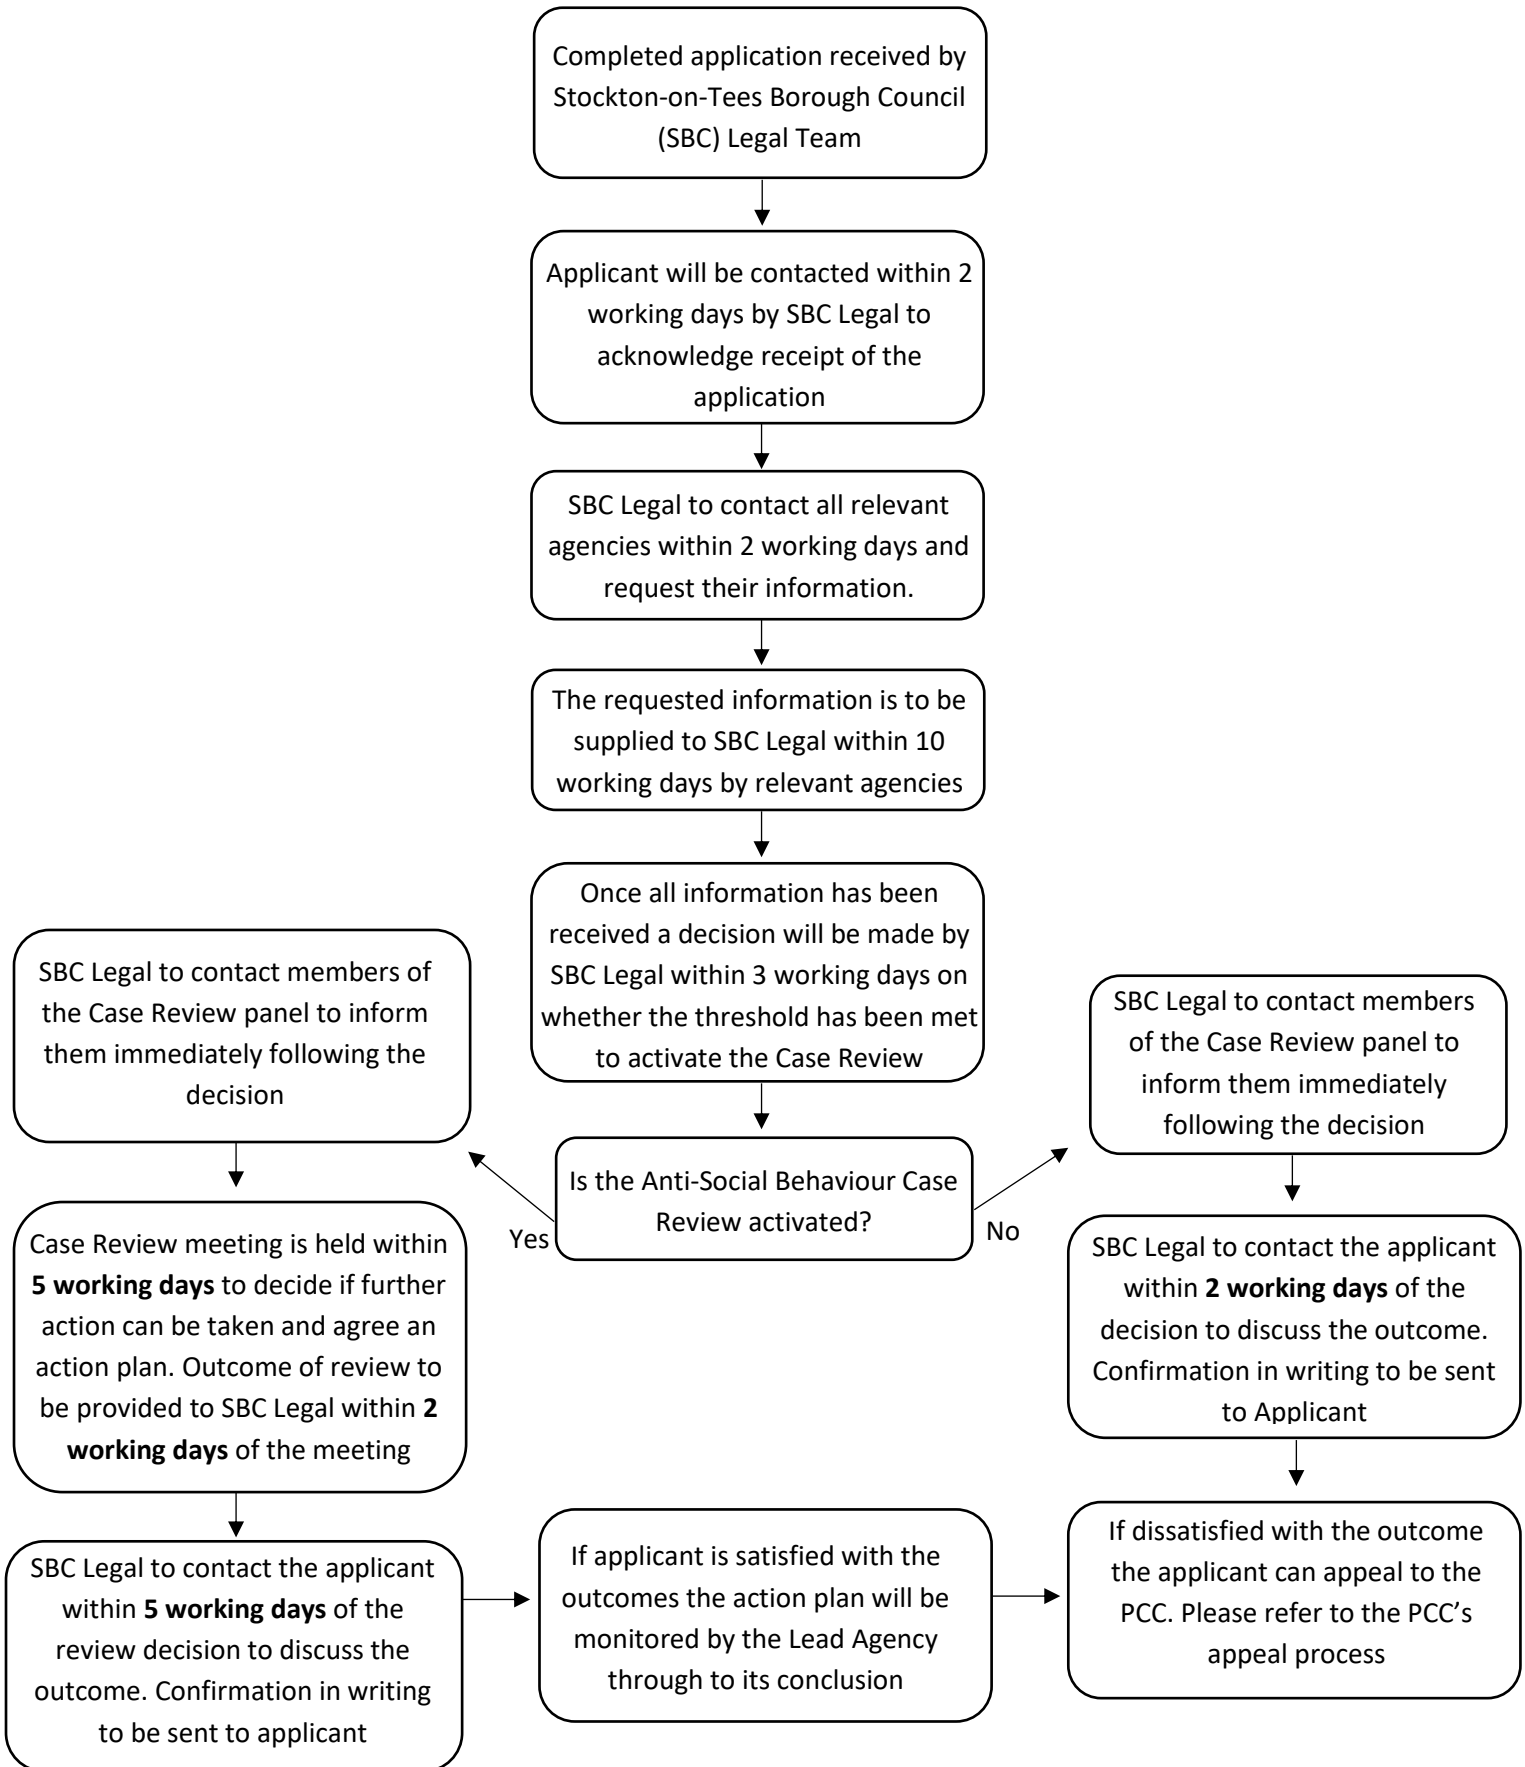 Completed application received by
Stockton-on-Tees Borough Council
(SBC) Legal Team
Applicant will be contacted within 2
working days by SBC Legal to
acknowledge receipt of the
application
SBC Legal to contact all relevant
agencies within 2 working days and
request their information.
The requested information is to be
supplied to SBC Legal within 10
working days by relevant agencies
Once all information has been
received a decision will be made by
SBC Legal within 3 working days on
whether the threshold has been met
to activate the Case Review
Is the Anti-Social Behaviour Case
Review activated?
Yes
SBC Legal to contact members of
the Case Review panel to inform
them immediately following the
decision
Case Review meeting is held within
5 working days to decide if further
action can be taken and agree an
action plan. Outcome of review to
be provided to SBC Legal within 2
working days of the meeting
SBC Legal to contact the applicant
within 5 working days of the
review decision to discuss the
outcome. Confirmation in writing
to be sent to applicant
If applicant is satisfied with the
outcomes the action plan will be
monitored by the Lead Agency
through to its conclusion
No
SBC Legal to contact members
of the Case Review panel to
inform them immediately
following the decision
SBC Legal to contact the applicant
within 2 working days of the
decision to discuss the outcome.
Confirmation in writing to be sent
to Applicant
If dissatisfied with the outcome
the applicant can appeal to the
PCC. Please refer to the PCC’s
appeal process